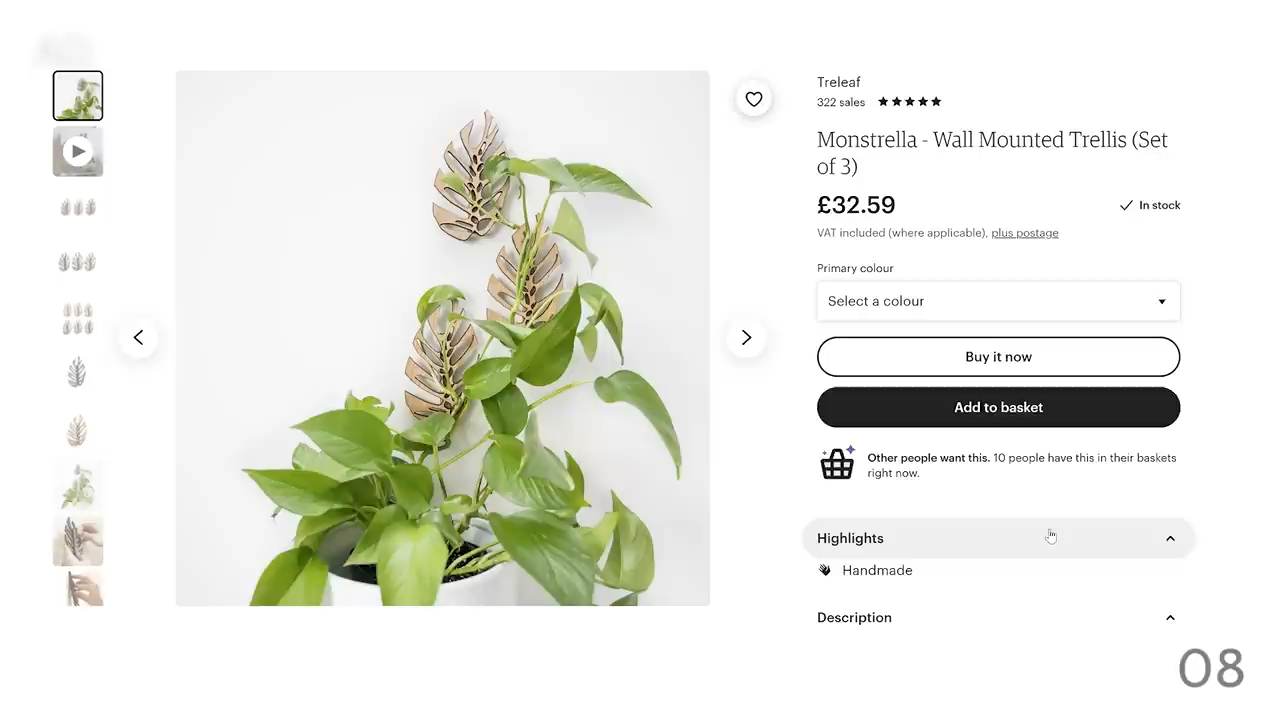 Treleaf
322 sales
Monstrella - Wall Mounted Trellis (Set
of 3)
£32.59
In stock
VAT included (where applicable), plus postage
Primary colour
Select a colour
Buy it now
Add to basket
Other people want this. 10 people have this in their baskets
right now.
Highlights
Handmade
Description
08